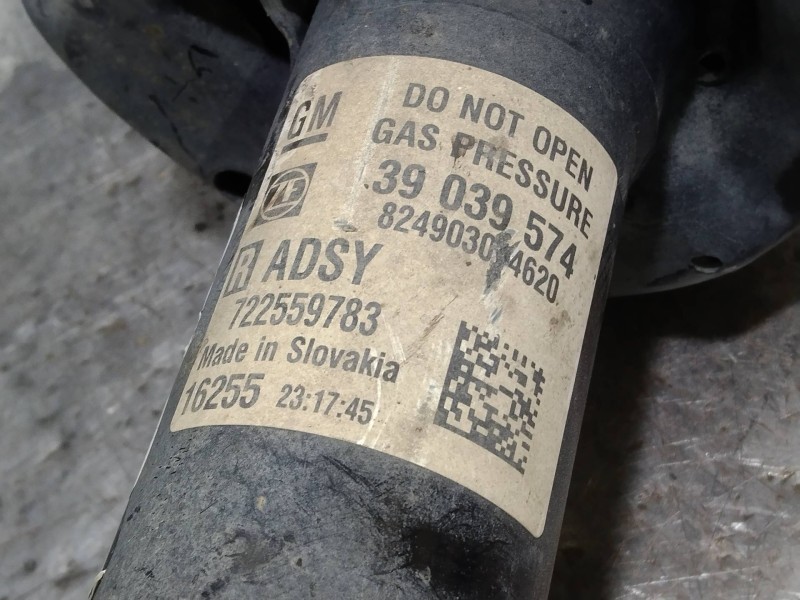 GM
DO NOT OPEN
GAS PRESSURE
ZF
39 039 574
R ADSY
722559783
Made in Slovakia
16255 23:17:45